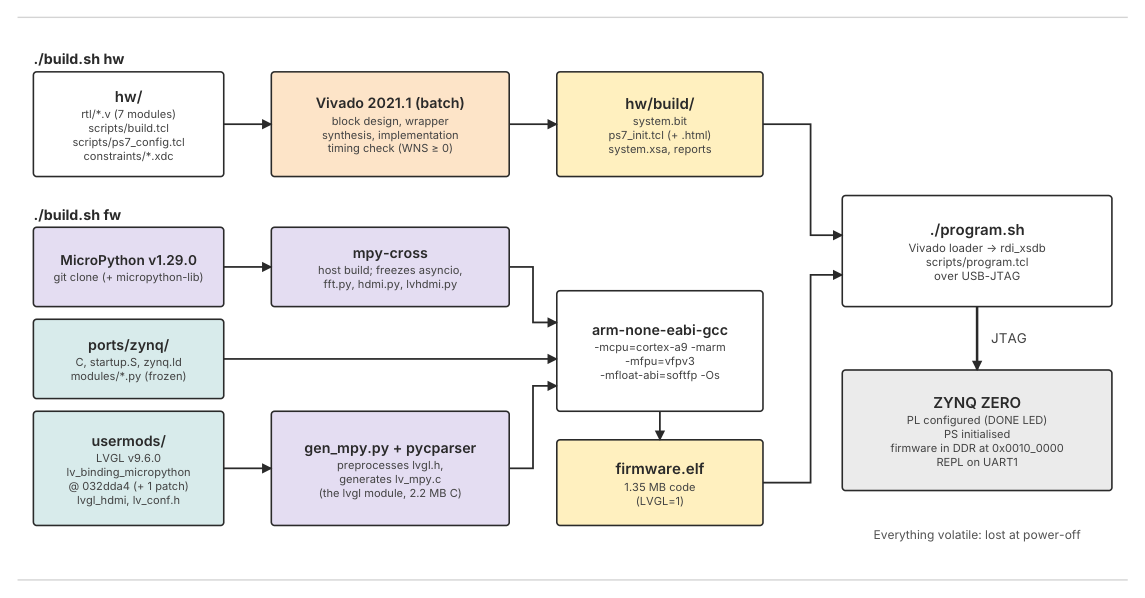 ./build.sh hw
hw/
rtl/*.v (7 modules)
scripts/build.tcl
scripts/ps7_config.tcl
constraints/*.xdc
Vivado 2021.1 (batch)
block design, wrapper
synthesis, implementation
timing check (WNS ≥ 0)
hw/build/
system.bit
ps7_init.tcl (+ .html)
system.xsa, reports
./build.sh fw
MicroPython v1.29.0
git clone (+ micropython-lib)
mpy-cross
host build; freezes asyncio,
fft.py, hdmi.py, lvhdmi.py
ports/zynq/
C, startup.S, zynq.ld
modules/*.py (frozen)
usermods/
LVGL v9.6.0
lv_binding_micropython
@ 032dda4 (+ 1 patch)
lvgl_hdmi, lv_conf.h
gen_mpy.py + pycparser
preprocesses lvgl.h,
generates lv_mpy.c
(the lvgl module, 2.2 MB C)
arm-none-eabi-gcc
-mcpu=cortex-a9 -marm
-mfpu=vfpv3
-mfloat-abi=softfp -Os
firmware.elf
1.35 MB code
(LVGL=1)
./program.sh
Vivado loader → rdi_xsdb
scripts/program.tcl
over USB-JTAG
JTAG
ZYNQ ZERO
PL configured (DONE LED)
PS initialised
firmware in DDR at 0x0010_0000
REPL on UART1
Everything volatile: lost at power-off